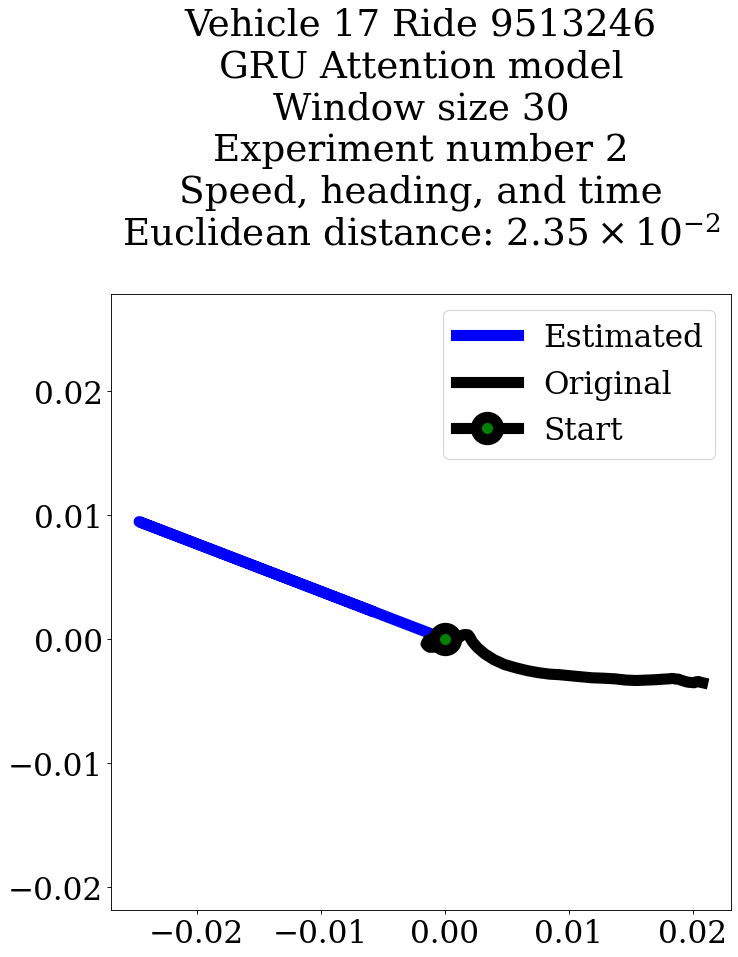 Vehicle 17 Ride 9513246
GRU Attention model
Window size 30
Experiment number 2
Speed, heading, and time
Euclidean distance: 2.35 × 10⁻²
Estimated
Original
Start
0.02
0.01
0.00
−0.01
−0.02
−0.02 −0.01 0.00 0.01 0.02